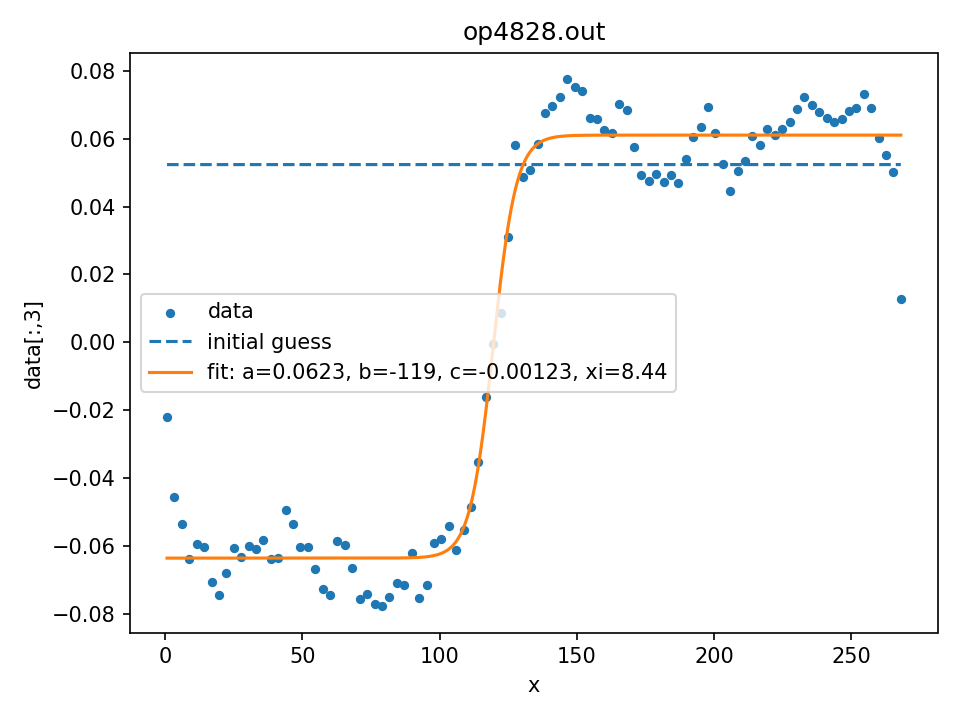 op4828.out
0.08
0.06
0.04
0.02
0.00
−0.02
−0.04
−0.06
−0.08
data[:,3]
data
initial guess
fit: a=0.0623, b=-119, c=-0.00123, xi=8.44
0 50 100 150 200 250
x